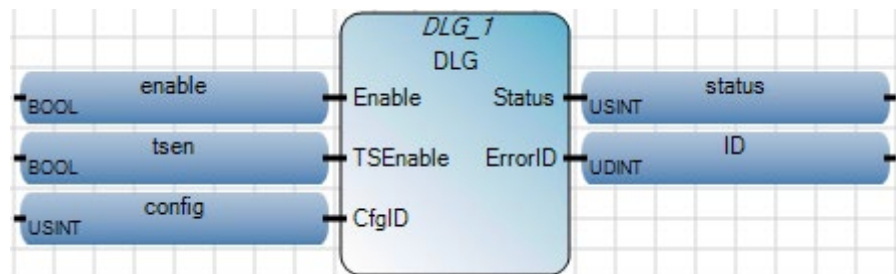 DLG_1
DLG
enable
BOOL
Enable
Status
status
USINT
tsen
BOOL
TSEnable
ErrorID
ID
UDINT
config
USINT
CfgID